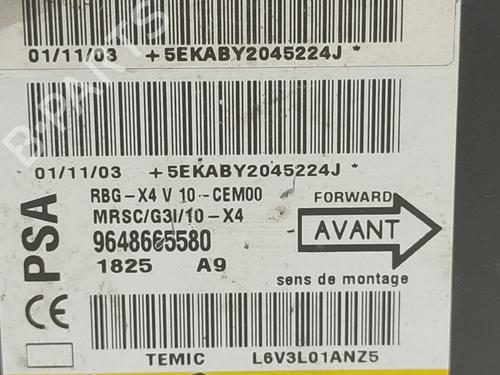 01/11/03 +5EKABY2045224J*
01/11/03 +5EKABY2045224J*
RBG-X4 V 10-CEM00
MRSC/G3I/10-X4
9648665580
1825 A9
PSA
CE
FORWARD
AVANT
sens de montage
TEMIC L6V3L01ANZ5
B-PARTS